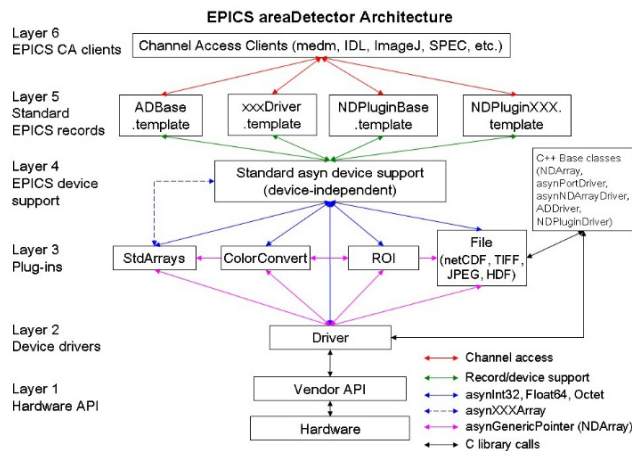 EPICS areaDetector Architecture
Layer 6
EPICS CA clients
Channel Access Clients (medm, IDL, ImageJ, SPEC, etc.)
Layer 5
Standard
EPICS records
ADBase
.template
xxxDriver
.template
NDPluginBase
.template
NDPluginXXX.
template
Layer 4
EPICS device
support
Standard asyn device support
(device-independent)
C++ Base classes
(NDArray,
asynPortDriver,
asynNDArrayDriver,
ADDriver,
NDPluginDriver)
Layer 3
Plug-ins
StdArrays
ColorConvert
ROI
File
(netCDF, TIFF,
JPEG, HDF)
Layer 2
Device drivers
Driver
Layer 1
Hardware API
Vendor API
Hardware
Channel access
Record/device support
asynInt32, Float64, Octet
asynXXXArray
asynGenericPointer (NDArray)
C library calls